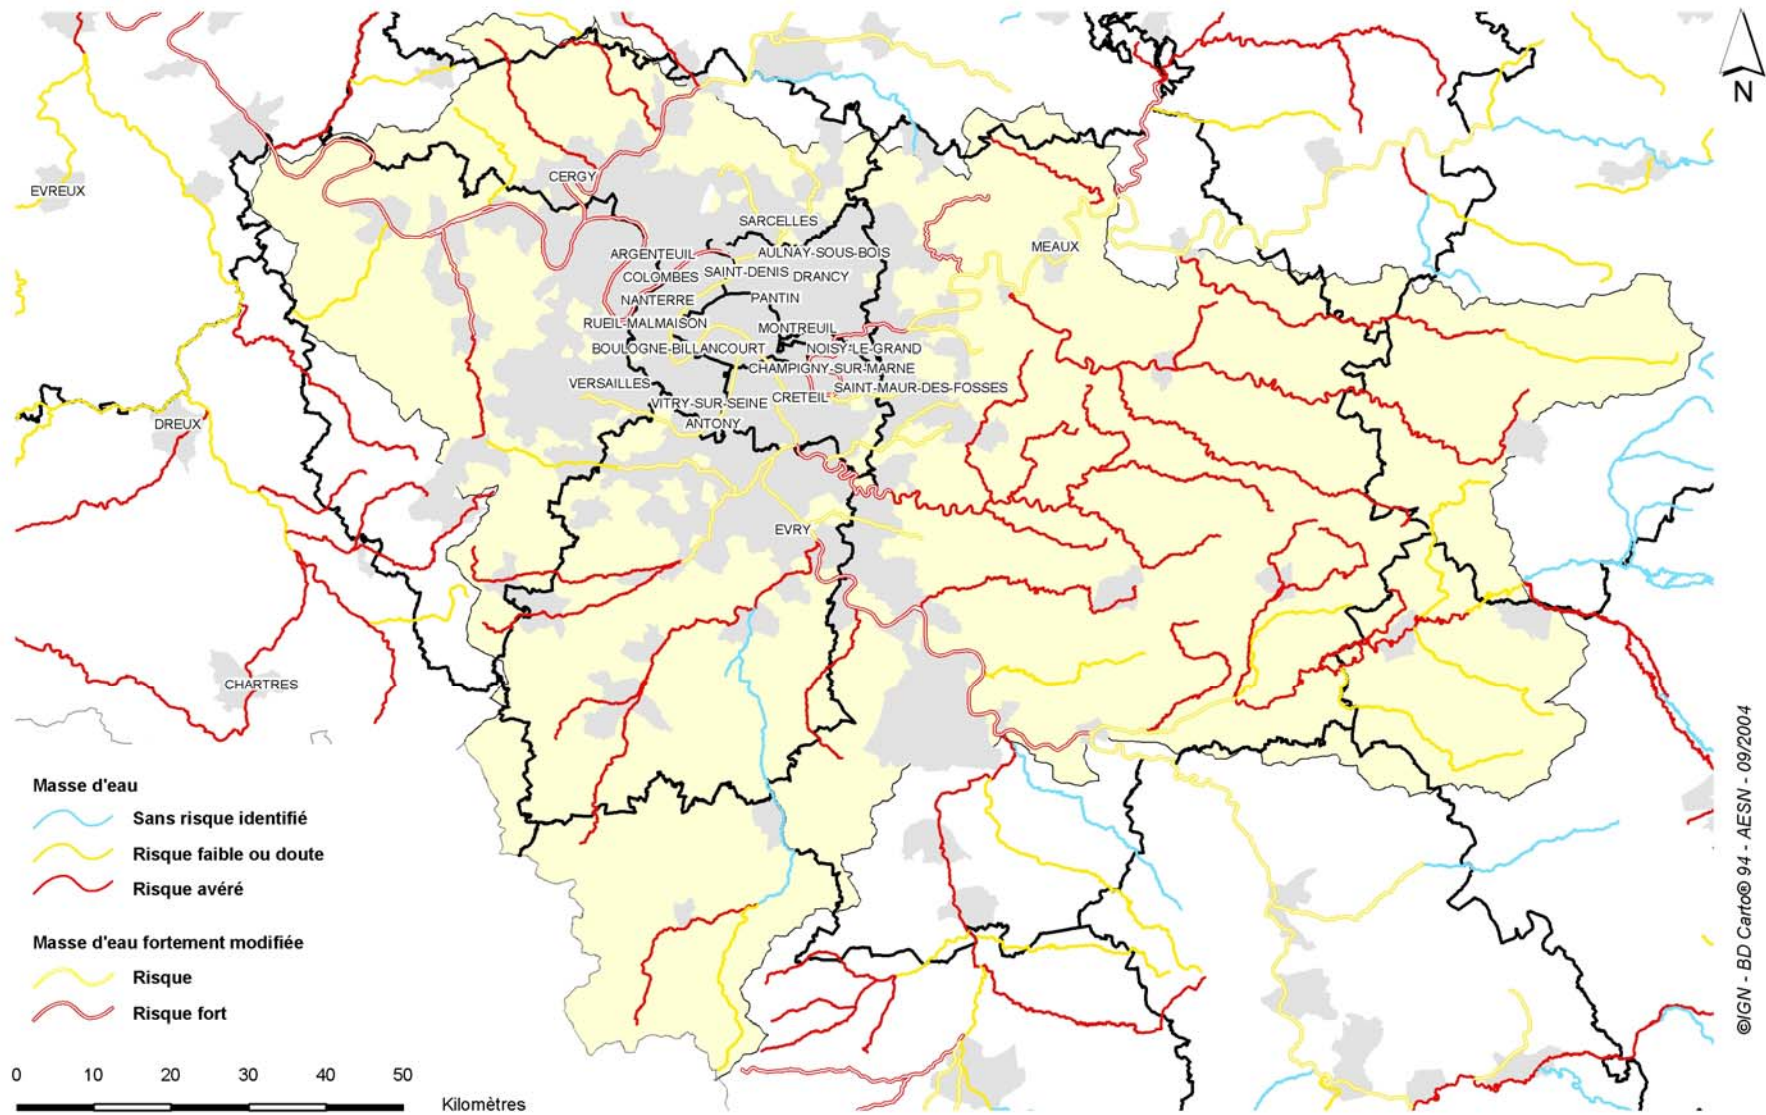 N
EVREUX
CERGY
SARCELLES
MEAUX
ARGENTEUIL
AULNAY-SOUS-BOIS
COLOMBES
SAINT-DENIS
DRANCY
NANTERRE
PANTIN
RUEIL-MALMAISON
MONTREUIL
BOULOGNE-BILLANCOURT
NOISY-LE-GRAND
CHAMPIGNY-SUR-MARNE
VERSAILLES
SAINT-MAUR-DES-FOSSES
VITRY-SUR-SEINE
CRETEIL
DREUX
ANTONY
EVRY
CHARTRES
Masse d'eau
Sans risque identifié
Risque faible ou doute
Risque avéré
Masse d'eau fortement modifiée
Risque
Risque fort
0 10 20 30 40 50
Kilomètres
©IGN - BD Carto® 94 - AESN - 09/2004